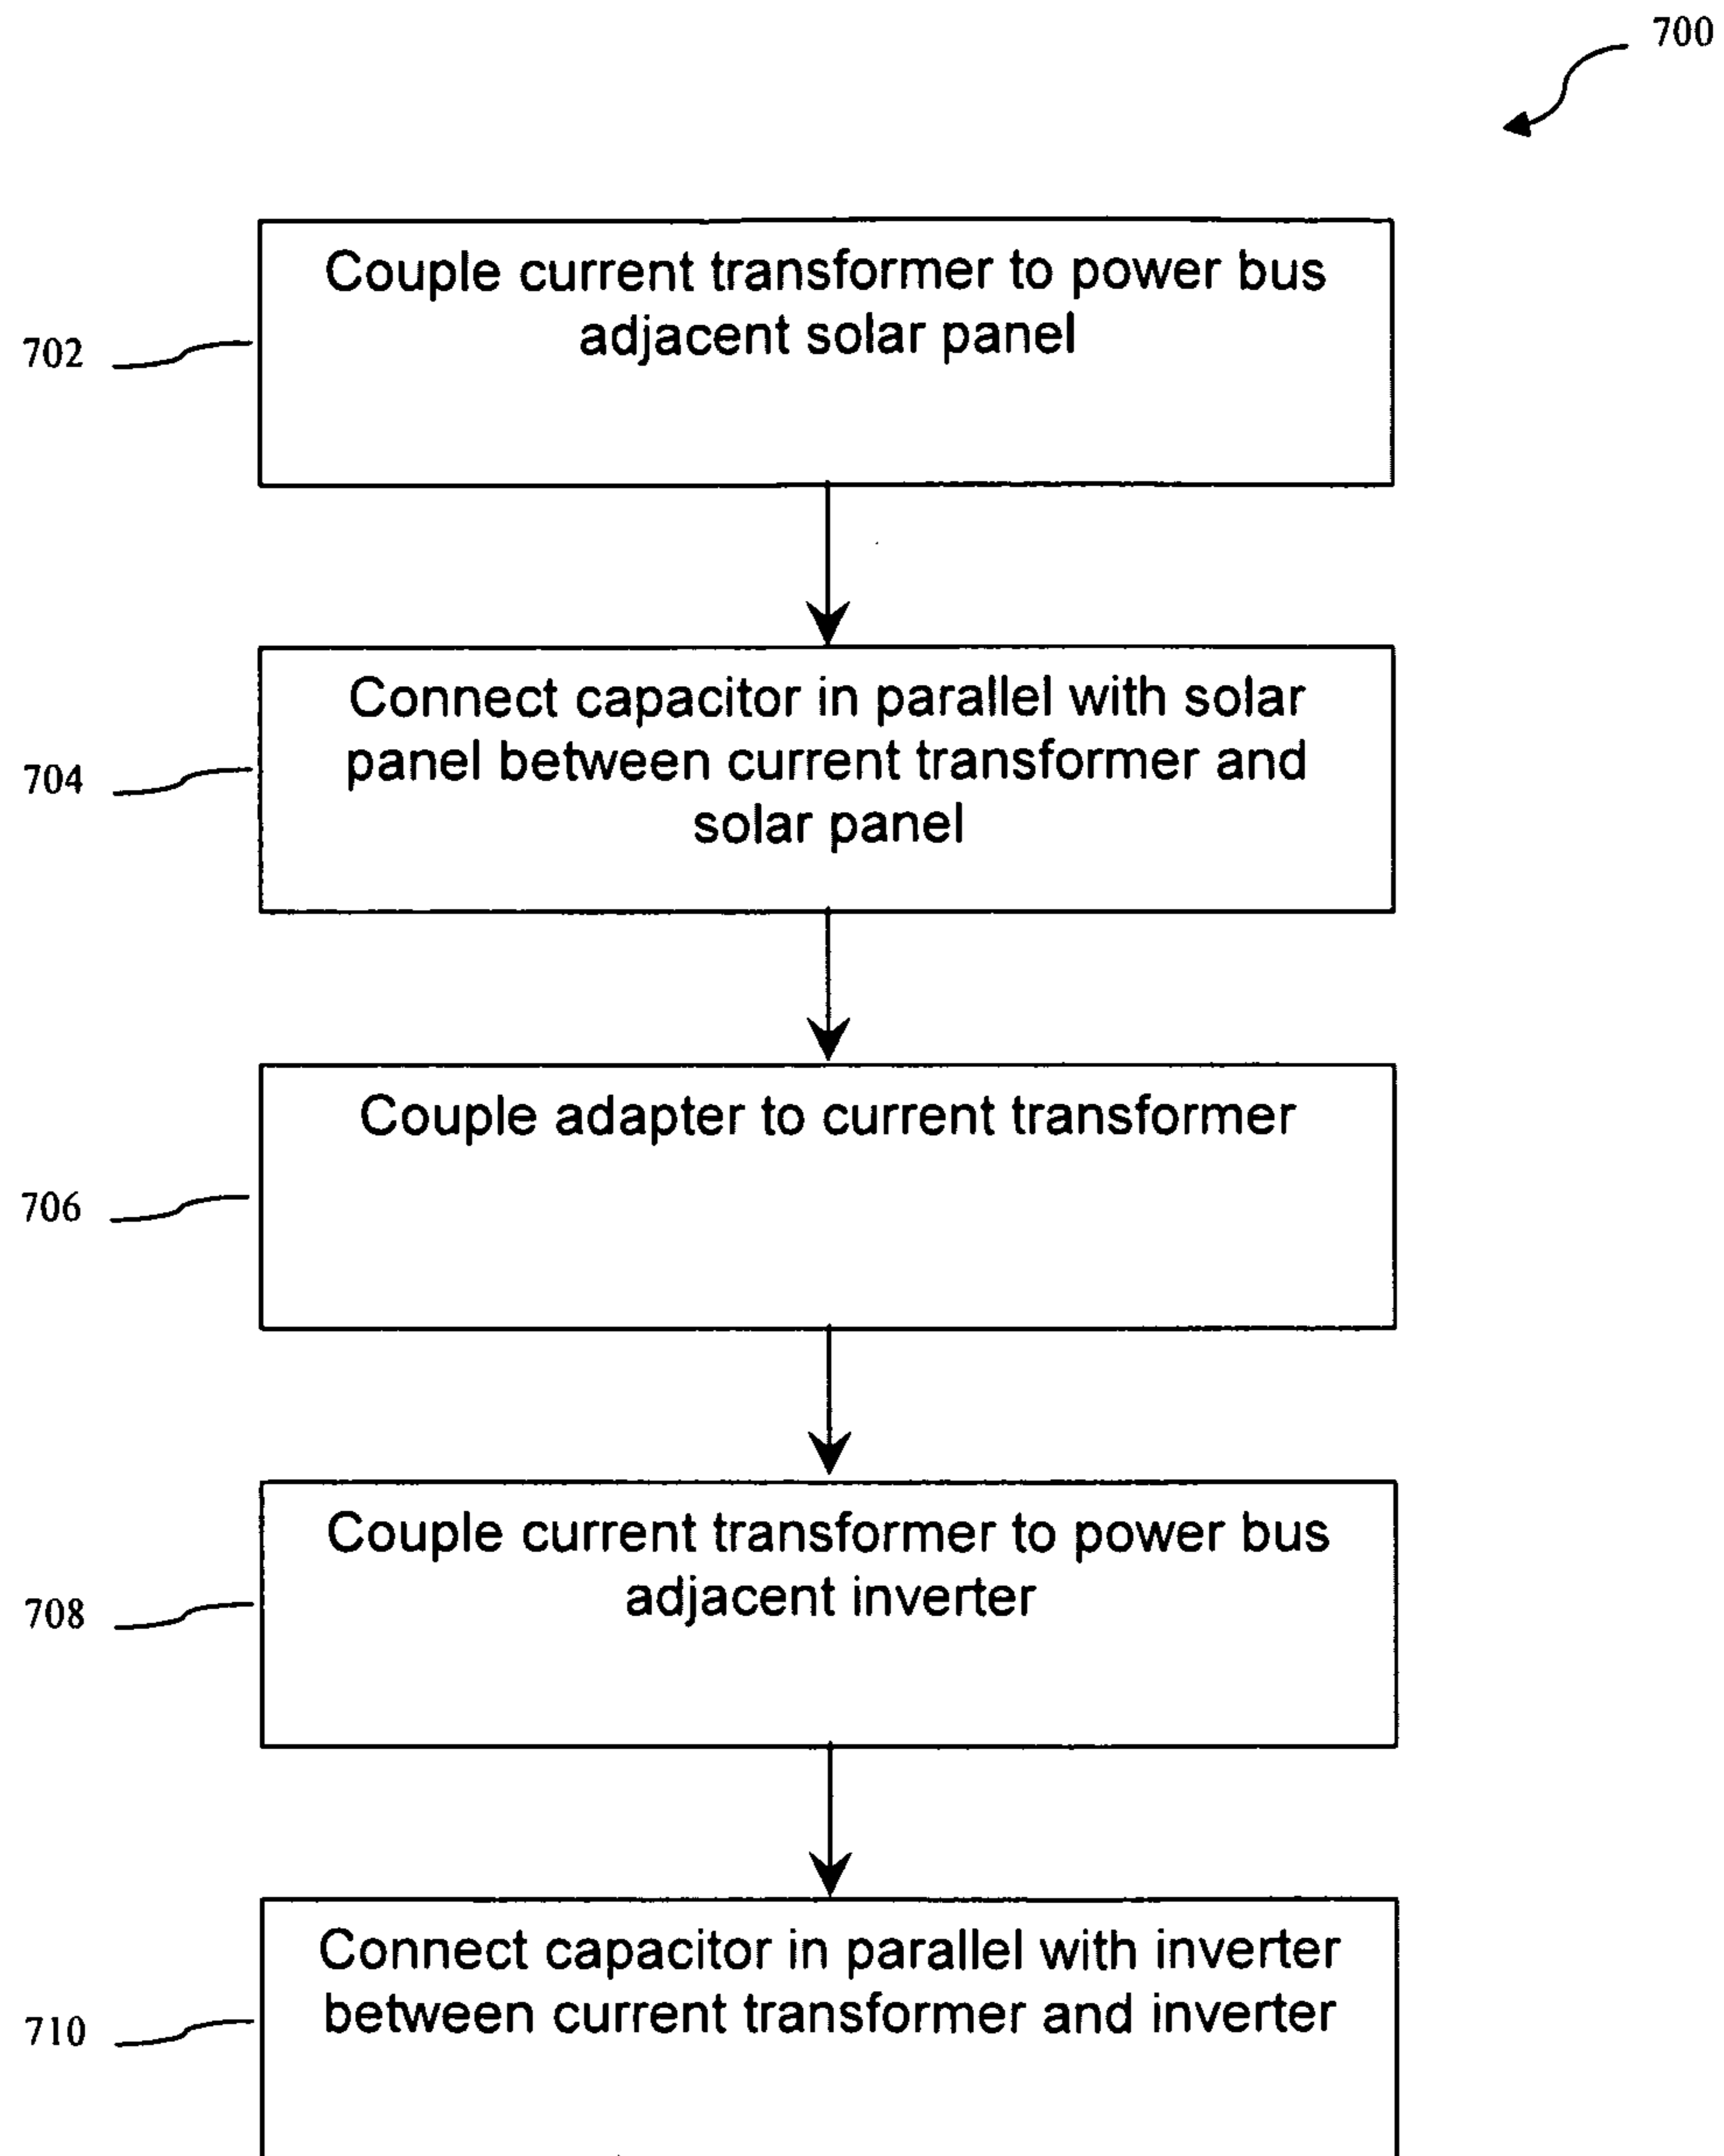 700
Couple current transformer to power bus
adjacent solar panel
702
Connect capacitor in parallel with solar
panel between current transformer and
solar panel
704
Couple adapter to current transformer
706
Couple current transformer to power bus
adjacent inverter
708
Connect capacitor in parallel with inverter
between current transformer and inverter
710